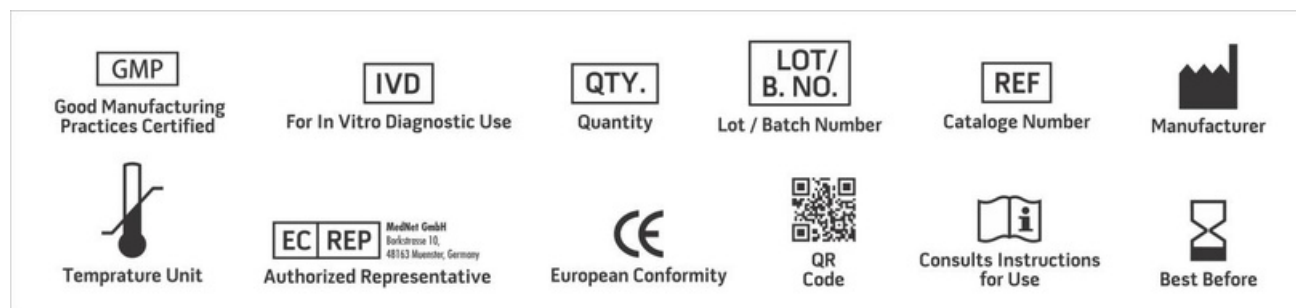 GMP
Good Manufacturing
Practices Certified
IVD
For In Vitro Diagnostic Use
QTY.
Quantity
LOT/
B. NO.
Lot / Batch Number
REF
Cataloge Number
Manufacturer
Temprature Unit
EC REP
MedNet GmbH
Borkstrasse 10,
48163 Muenster, Germany
Authorized Representative
CE
European Conformity
QR
Code
i
Consults Instructions
for Use
Best Before